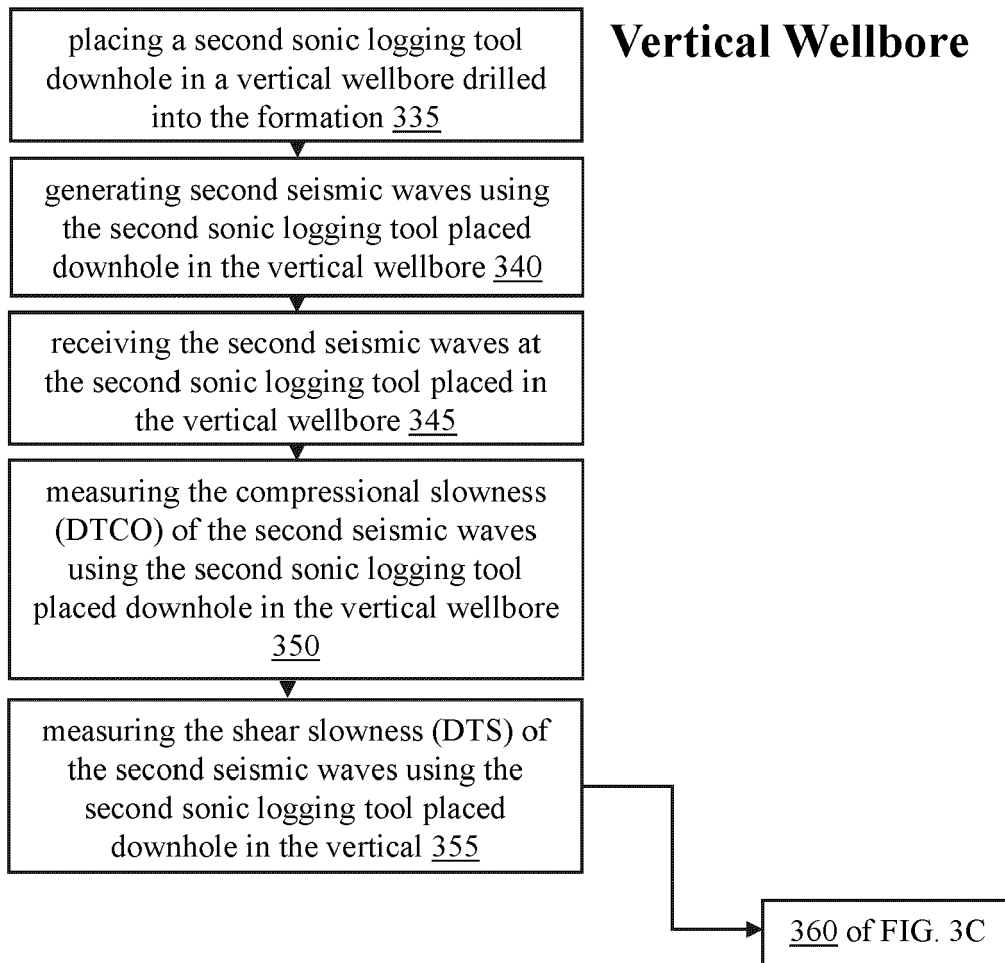 Vertical Wellbore
placing a second sonic logging tool
downhole in a vertical wellbore drilled
into the formation 335
generating second seismic waves using
the second sonic logging tool placed
downhole in the vertical wellbore 340
receiving the second seismic waves at
the second sonic logging tool placed in
the vertical wellbore 345
measuring the compressional slowness
(DTCO) of the second seismic waves
using the second sonic logging tool
placed downhole in the vertical wellbore
350
measuring the shear slowness (DTS) of
the second seismic waves using the
second sonic logging tool placed
downhole in the vertical 355
360 of FIG. 3C